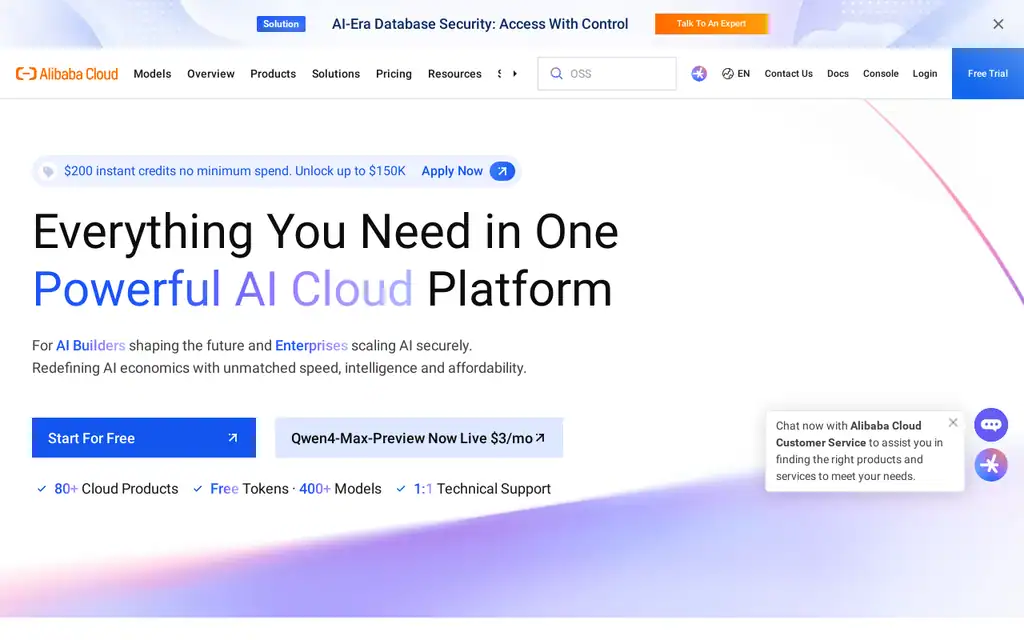 Solution
AI-Era Database Security: Access With Control
Talk To An Expert
Alibaba Cloud
Models
Overview
Products
Solutions
Pricing
Resources
OSS
EN
Contact Us
Docs
Console
Login
Free Trial
$200 instant credits no minimum spend. Unlock up to $150K
Apply Now
Everything You Need in One
Powerful AI Cloud Platform
For AI Builders shaping the future and Enterprises scaling AI securely.
Redefining AI economics with unmatched speed, intelligence and affordability.
Start For Free
Qwen4-Max-Preview Now Live $3/mo
80+ Cloud Products
Free Tokens · 400+ Models
1:1 Technical Support
Chat now with Alibaba Cloud
Customer Service to assist you in
finding the right products and
services to meet your needs.